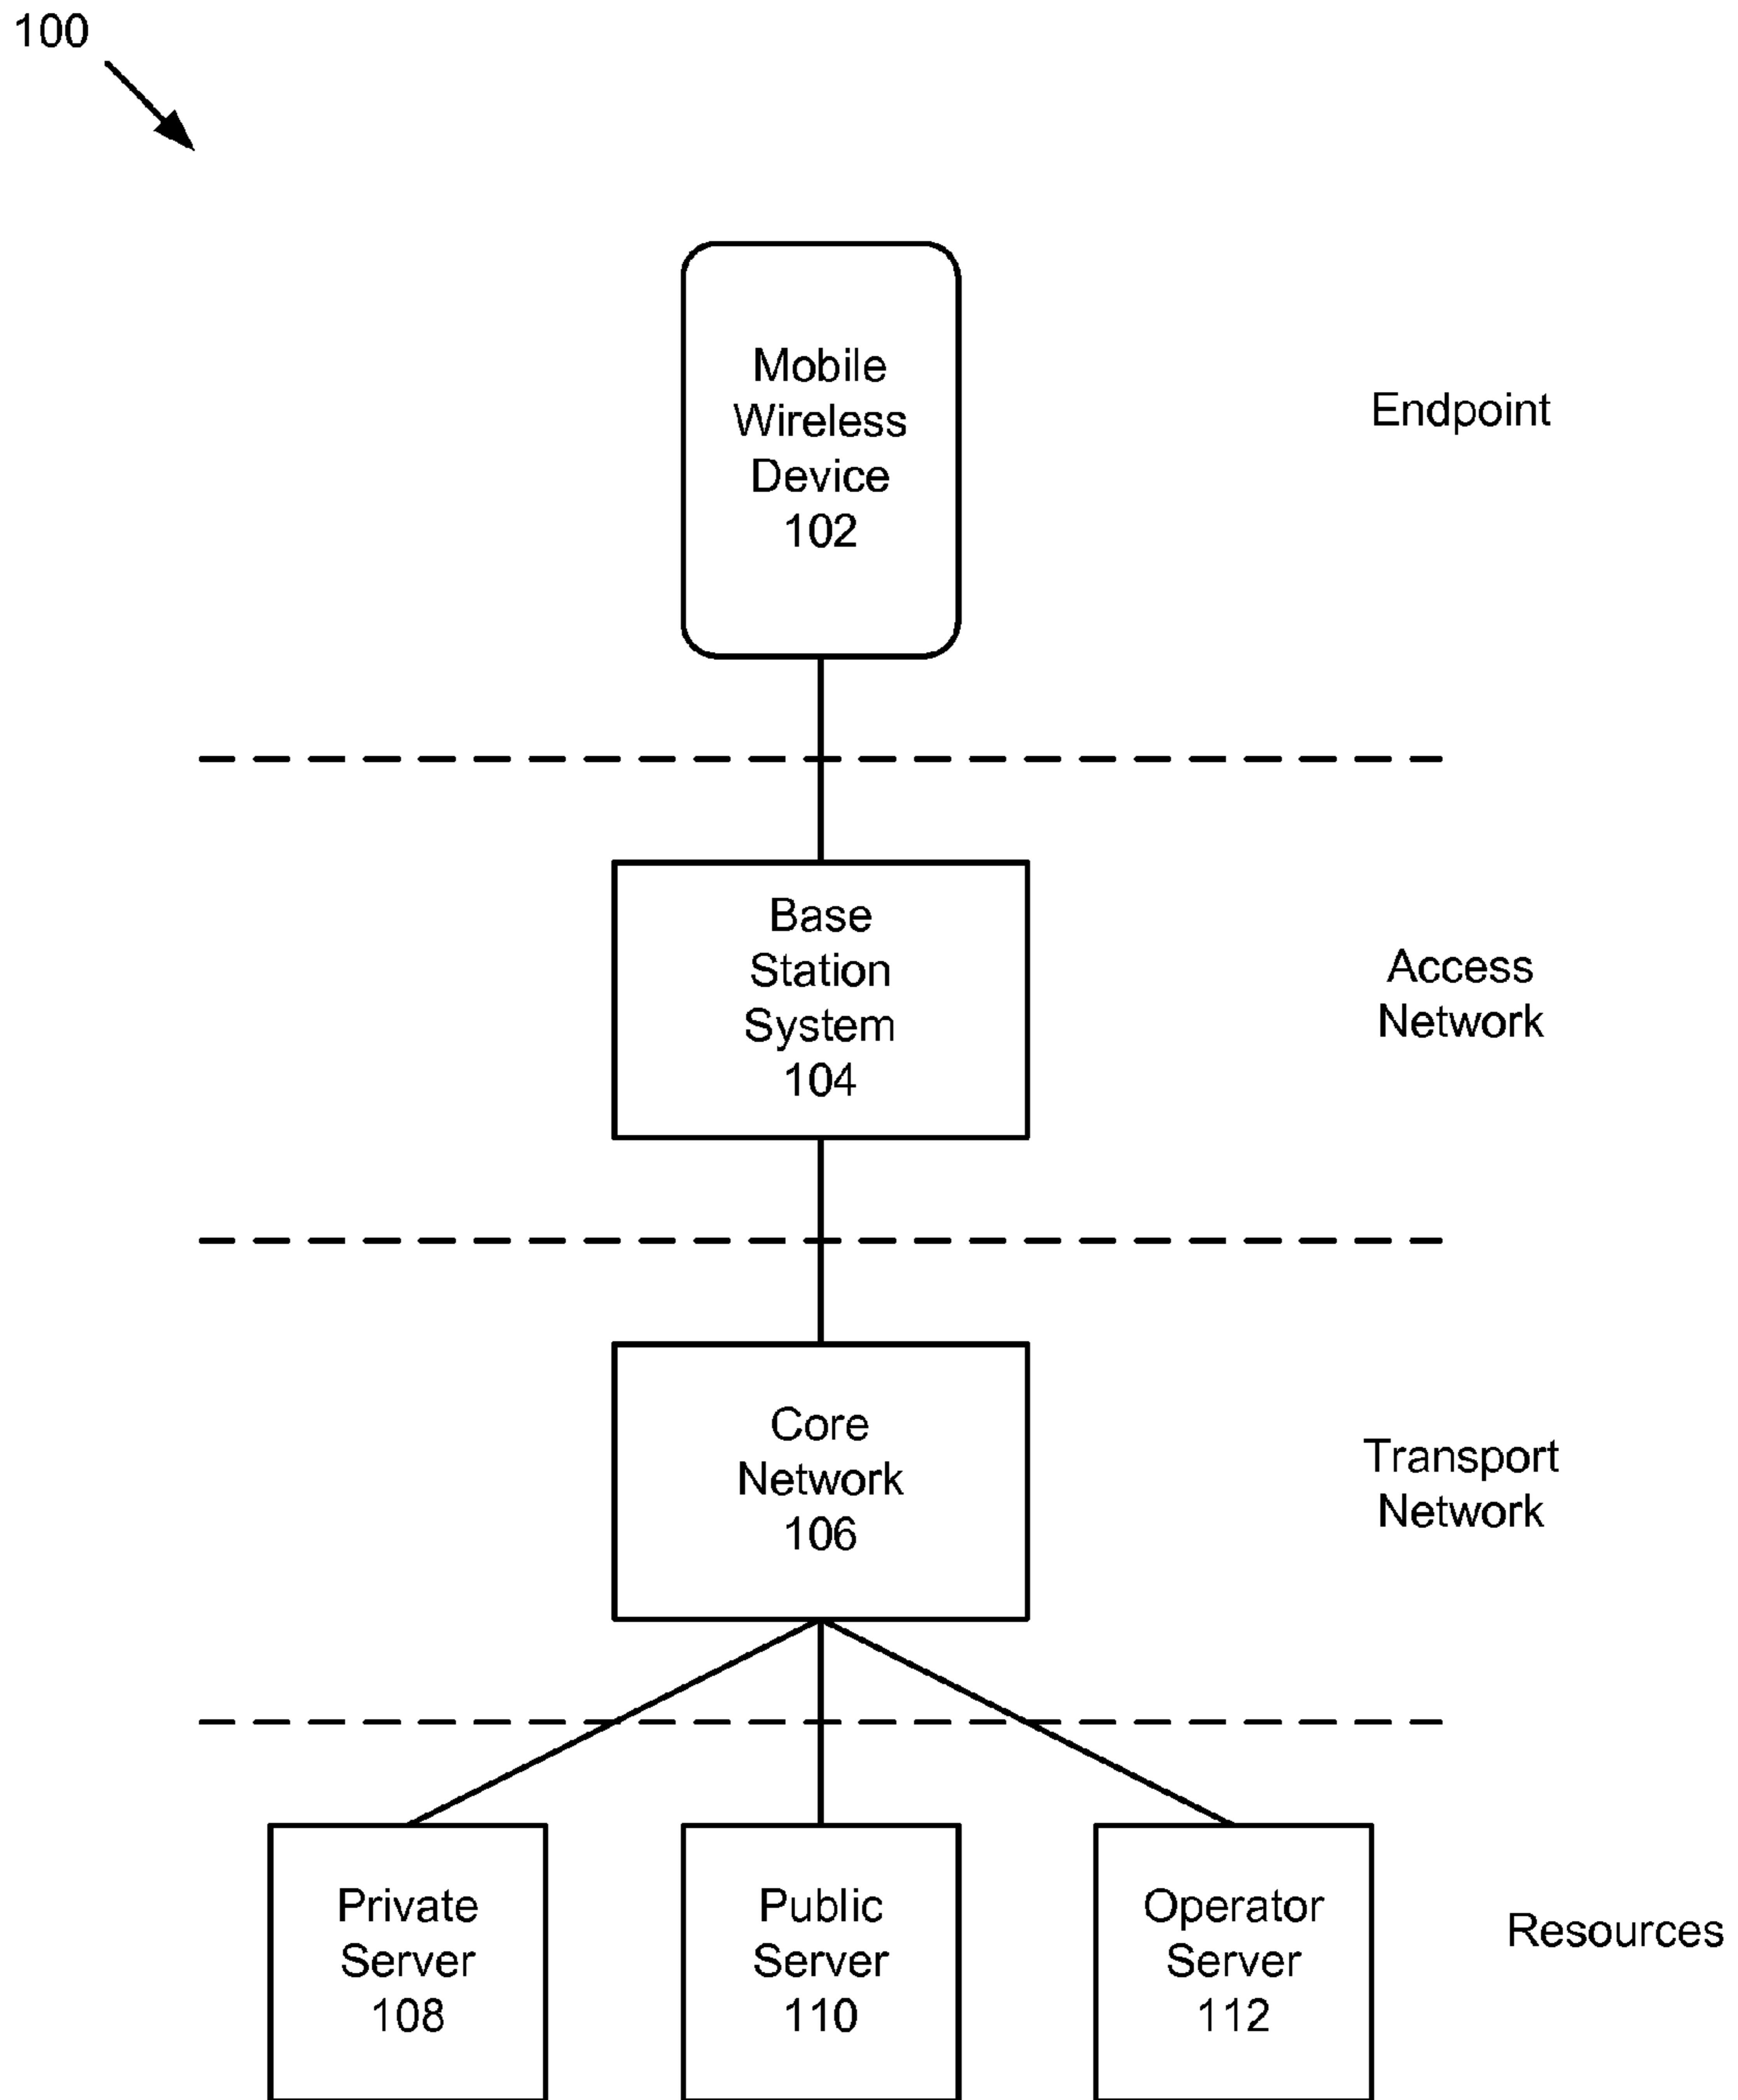 100
Mobile
Wireless
Device
102
Endpoint
Base
Station
System
104
Access
Network
Core
Network
106
Transport
Network
Private
Server
108
Public
Server
110
Operator
Server
112
Resources